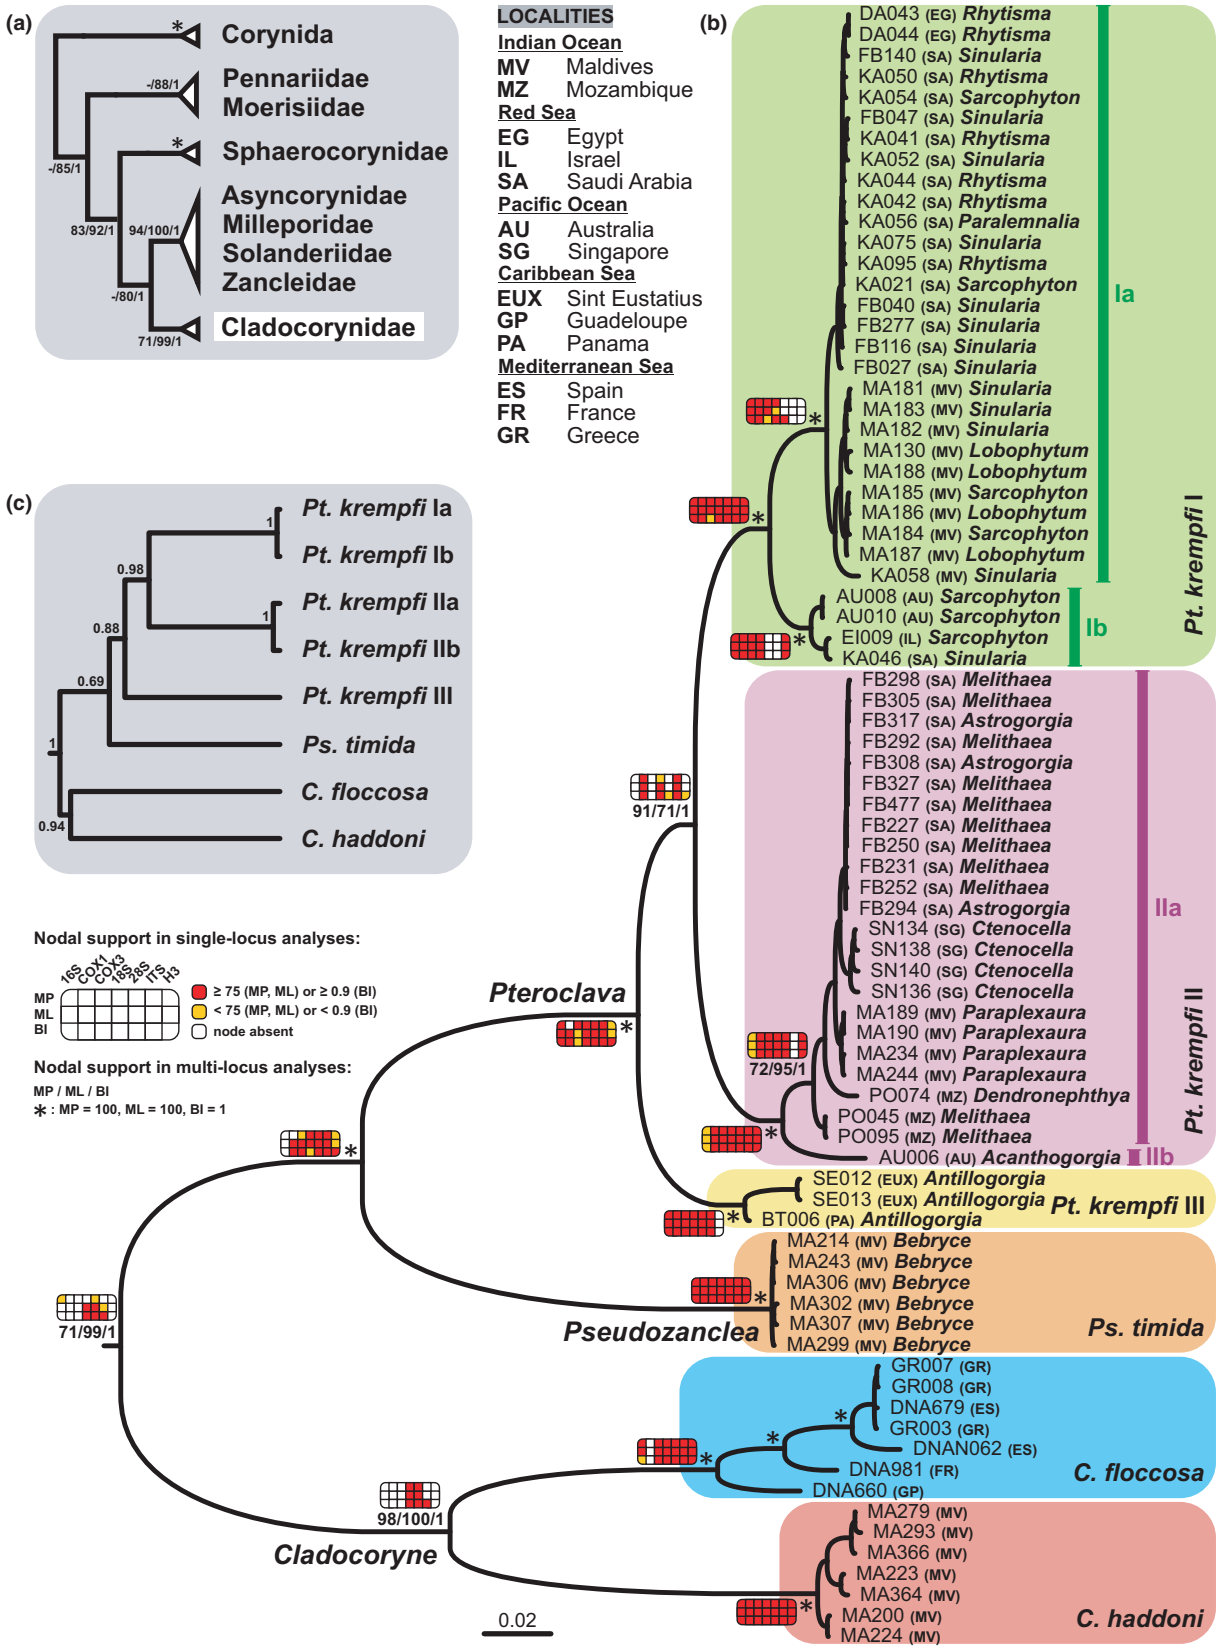 (a)
*
Corynida
-/88/1
Pennariidae
Moerisiidae
*
Sphaerocorynidae
-/85/1
Asyncorynidae
Milleporidae
Solanderiidae
Zancleidae
83/92/1
94/100/1
-/80/1
Cladocorynidae
71/99/1
LOCALITIES
Indian Ocean
MV Maldives
MZ Mozambique
Red Sea
EG Egypt
IL Israel
SA Saudi Arabia
Pacific Ocean
AU Australia
SG Singapore
Caribbean Sea
EUX Sint Eustatius
GP Guadeloupe
PA Panama
Mediterranean Sea
ES Spain
FR France
GR Greece
(b)
DA043 (EG) Rhytisma
DA044 (EG) Rhytisma
FB140 (SA) Sinularia
KA050 (SA) Rhytisma
KA054 (SA) Sarcophyton
FB047 (SA) Sinularia
KA041 (SA) Rhytisma
KA052 (SA) Sinularia
KA044 (SA) Rhytisma
KA042 (SA) Rhytisma
KA056 (SA) Paralemnalia
KA075 (SA) Sinularia
KA095 (SA) Rhytisma
KA021 (SA) Sarcophyton
FB040 (SA) Sinularia
FB277 (SA) Sinularia
FB116 (SA) Sinularia
FB027 (SA) Sinularia
MA181 (MV) Sinularia
MA183 (MV) Sinularia
MA182 (MV) Sinularia
MA130 (MV) Lobophytum
MA188 (MV) Lobophytum
MA185 (MV) Sarcophyton
MA186 (MV) Lobophytum
MA184 (MV) Sarcophyton
MA187 (MV) Lobophytum
KA058 (MV) Sinularia
Ia
AU008 (AU) Sarcophyton
AU010 (AU) Sarcophyton
EI009 (IL) Sarcophyton
KA046 (SA) Sinularia
Ib
Pt. krempfi I
*
*
*
FB298 (SA) Melithaea
FB305 (SA) Melithaea
FB317 (SA) Astrogorgia
FB292 (SA) Melithaea
FB308 (SA) Astrogorgia
FB327 (SA) Melithaea
FB477 (SA) Melithaea
FB227 (SA) Melithaea
FB250 (SA) Melithaea
FB231 (SA) Melithaea
FB252 (SA) Melithaea
FB294 (SA) Astrogorgia
SN134 (SG) Ctenocella
SN138 (SG) Ctenocella
SN140 (SG) Ctenocella
SN136 (SG) Ctenocella
MA189 (MV) Paraplexaura
MA190 (MV) Paraplexaura
MA234 (MV) Paraplexaura
MA244 (MV) Paraplexaura
PO074 (MZ) Dendronephthya
PO045 (MZ) Melithaea
PO095 (MZ) Melithaea
IIa
AU006 (AU) Acanthogorgia
IIb
Pt. krempfi II
91/71/1
72/95/1
*
SE012 (EUX) Antillogorgia
SE013 (EUX) Antillogorgia
BT006 (PA) Antillogorgia
Pt. krempfi III
*
Pteroclava
*
*
MA214 (MV) Bebryce
MA243 (MV) Bebryce
MA306 (MV) Bebryce
MA302 (MV) Bebryce
MA307 (MV) Bebryce
MA299 (MV) Bebryce
Ps. timida
*
Pseudozanclea
71/99/1
GR007 (GR)
GR008 (GR)
DNA679 (ES)
GR003 (GR)
DNAN062 (ES)
DNA981 (FR)
DNA660 (GP)
C. floccosa
*
*
*
98/100/1
Cladocoryne
MA279 (MV)
MA293 (MV)
MA366 (MV)
MA223 (MV)
MA364 (MV)
MA200 (MV)
MA224 (MV)
C. haddoni
*
0.02
(c)
Pt. krempfi Ia
Pt. krempfi Ib
Pt. krempfi IIa
Pt. krempfi IIb
Pt. krempfi III
Ps. timida
C. floccosa
C. haddoni
1
0.98
1
0.88
0.69
1
0.94
Nodal support in single-locus analyses:
16S COX1 COX3 18S 28S ITS H3
MP
ML
BI
≥ 75 (MP, ML) or ≥ 0.9 (BI)
< 75 (MP, ML) or < 0.9 (BI)
node absent
Nodal support in multi-locus analyses:
MP / ML / BI
* : MP = 100, ML = 100, BI = 1